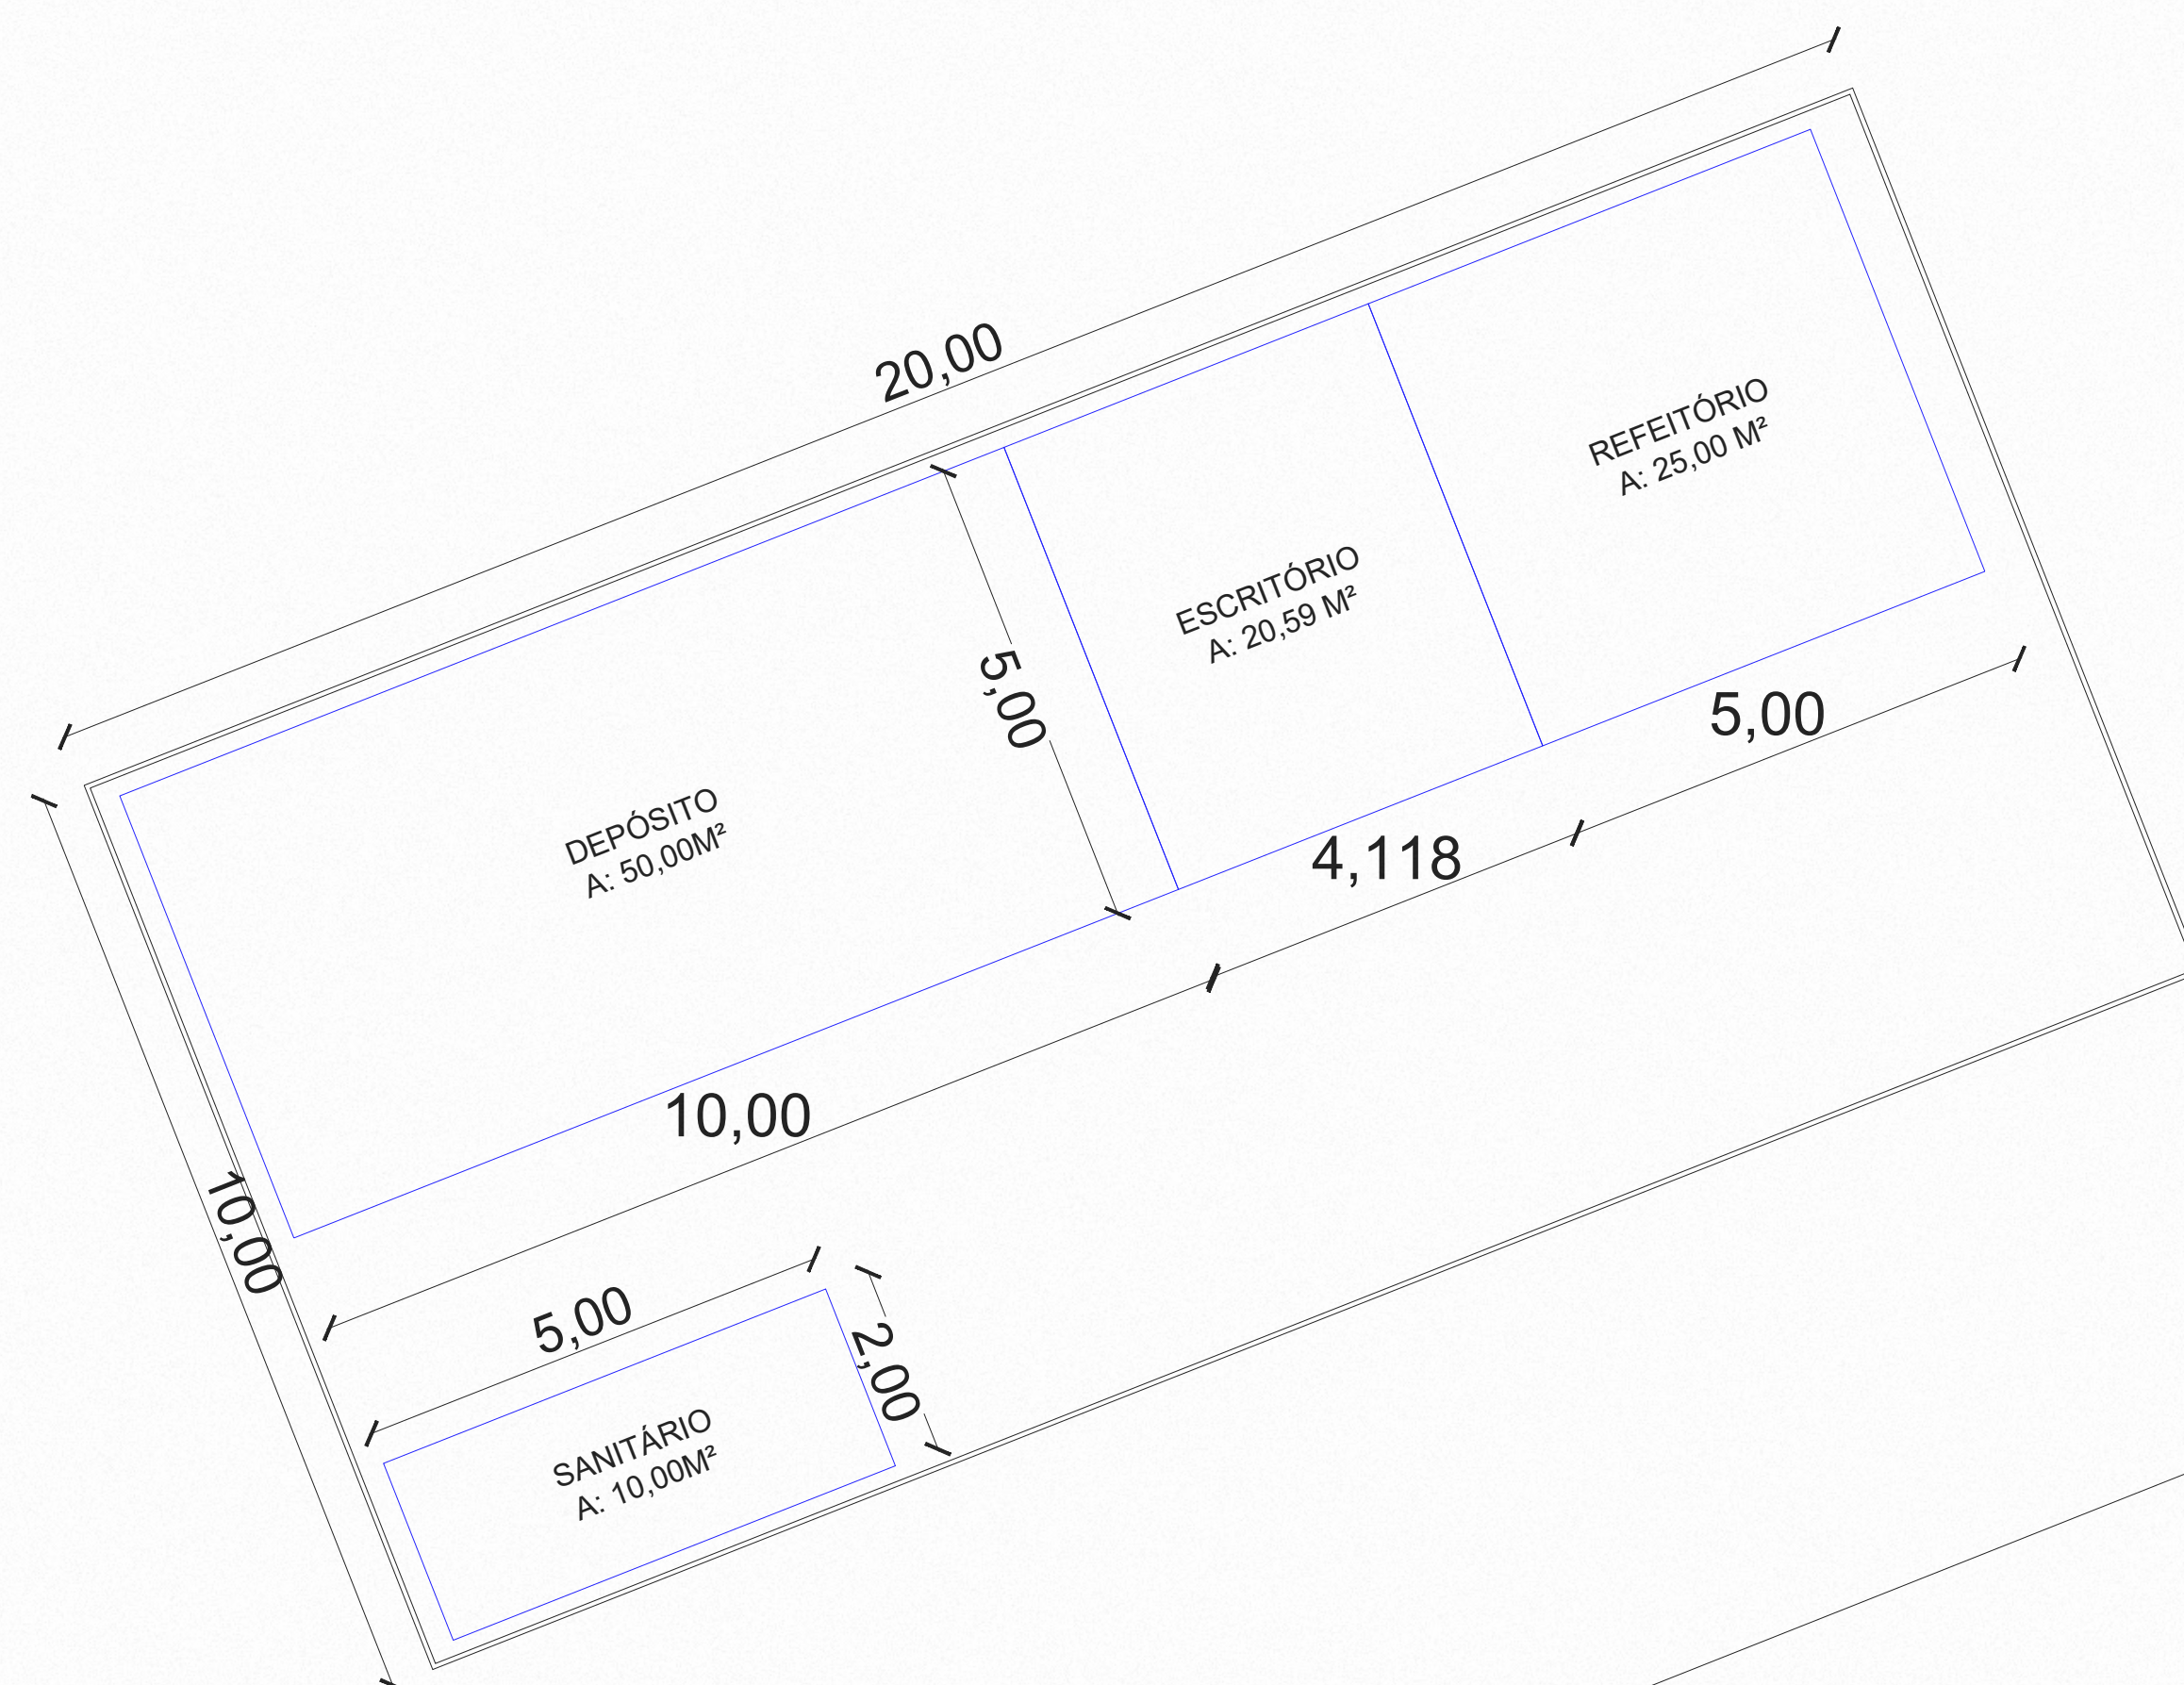 20,00
REFEITÓRIO
A: 25,00 M²
ESCRITÓRIO
A: 20,59 M²
5,00
5,00
DEPÓSITO
A: 50,00M²
4,118
10,00
10,00
5,00
2,00
SANITÁRIO
A: 10,00M²